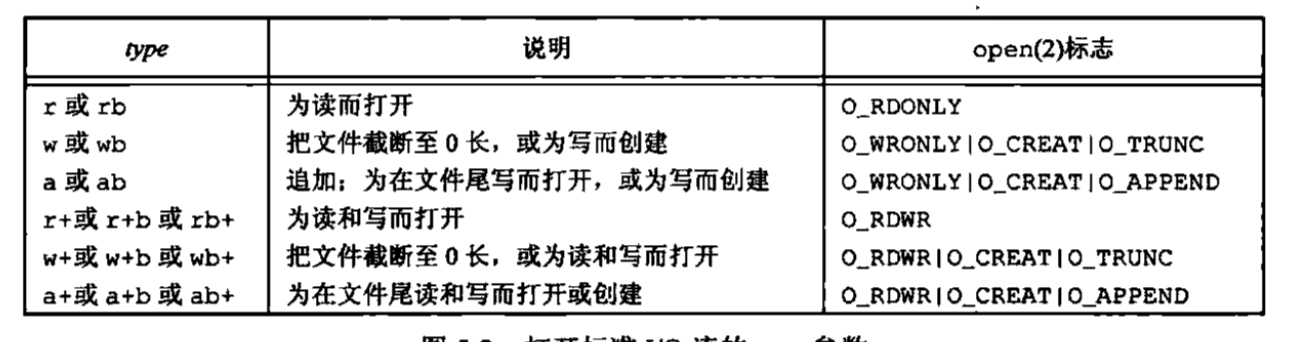 type 说明 open(2)标志
r 或 rb 为读而打开 O_RDONLY
w 或 wb 把文件截断至 0 长，或为写而创建 O_WRONLY|O_CREAT|O_TRUNC
a 或 ab 追加；为在文件尾写而打开，或为写而创建 O_WRONLY|O_CREAT|O_APPEND
r+或 r+b 或 rb+ 为读和写而打开 O_RDWR
w+或 w+b 或 wb+ 把文件截断至 0 长，或为读和写而打开 O_RDWR|O_CREAT|O_TRUNC
a+或 a+b 或 ab+ 为在文件尾读和写而打开或创建 O_RDWR|O_CREAT|O_APPEND